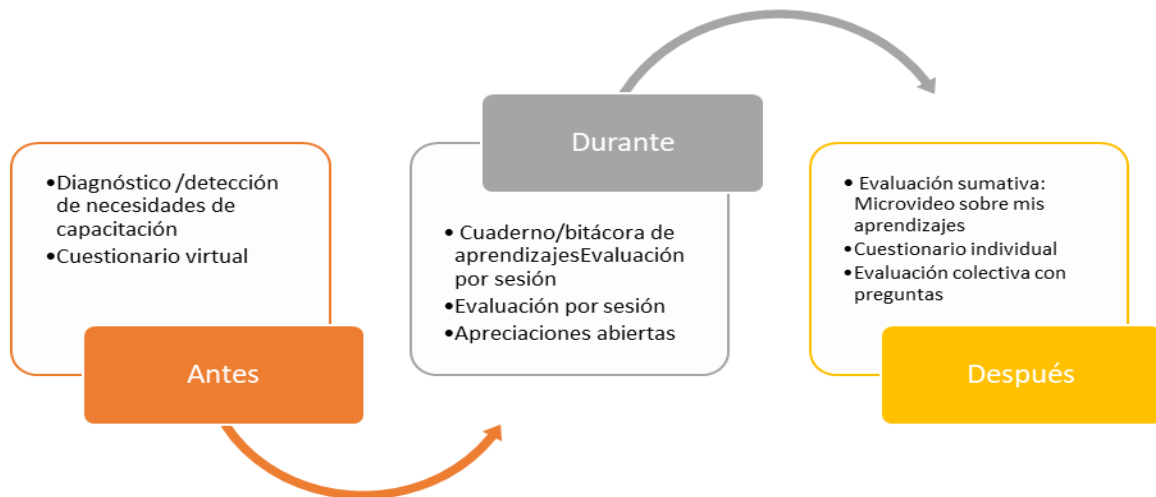 •Diagnóstico /detección
de necesidades de
capacitación
•Cuestionario virtual
Antes
Durante
• Cuaderno/bitácora de
aprendizajesEvaluación
por sesión
•Evaluación por sesión
•Apreciaciones abiertas
• Evaluación sumativa:
Microvideo sobre mis
aprendizajes
•Cuestionario individual
•Evaluación colectiva con
preguntas
Después